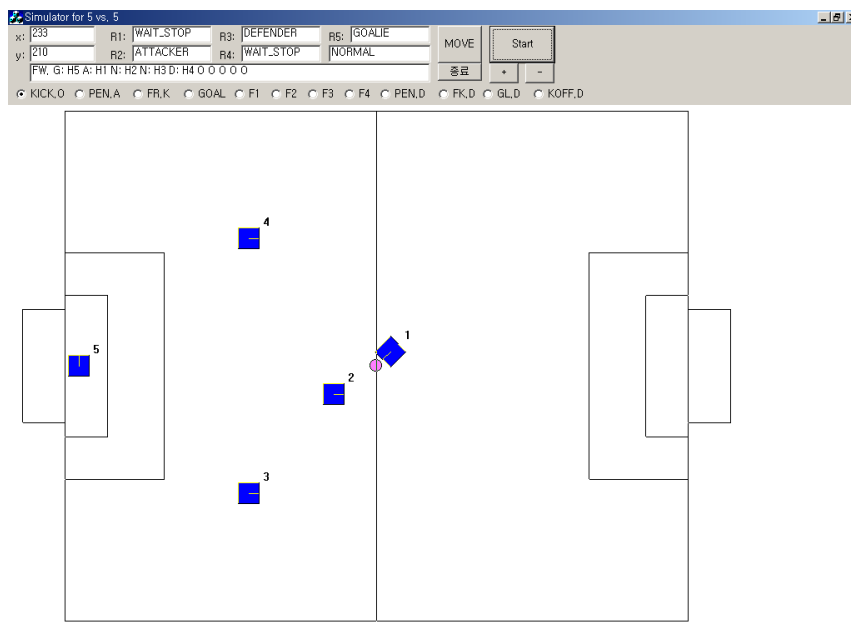 Simulator for 5 vs, 5
x: 233 R1: WAIT_STOP R3: DEFENDER R5: GOALIE MOVE Start
y: 210 R2: ATTACKER R4: WAIT_STOP NORMAL
FW, G: H5 A: H1 N: H2 N: H3 D: H4 0 0 0 0 0 종료 + -
KICK,O PEN,A FR,K GOAL F1 F2 F3 F4 PEN,D FK,D GL,D KOFF,D
4
1
5
2
3